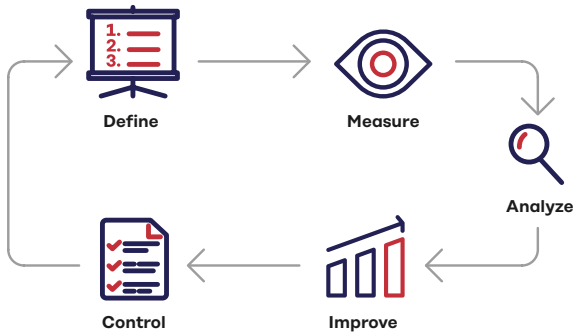 1.
2.
3.
Define
Measure
Analyze
Improve
Control